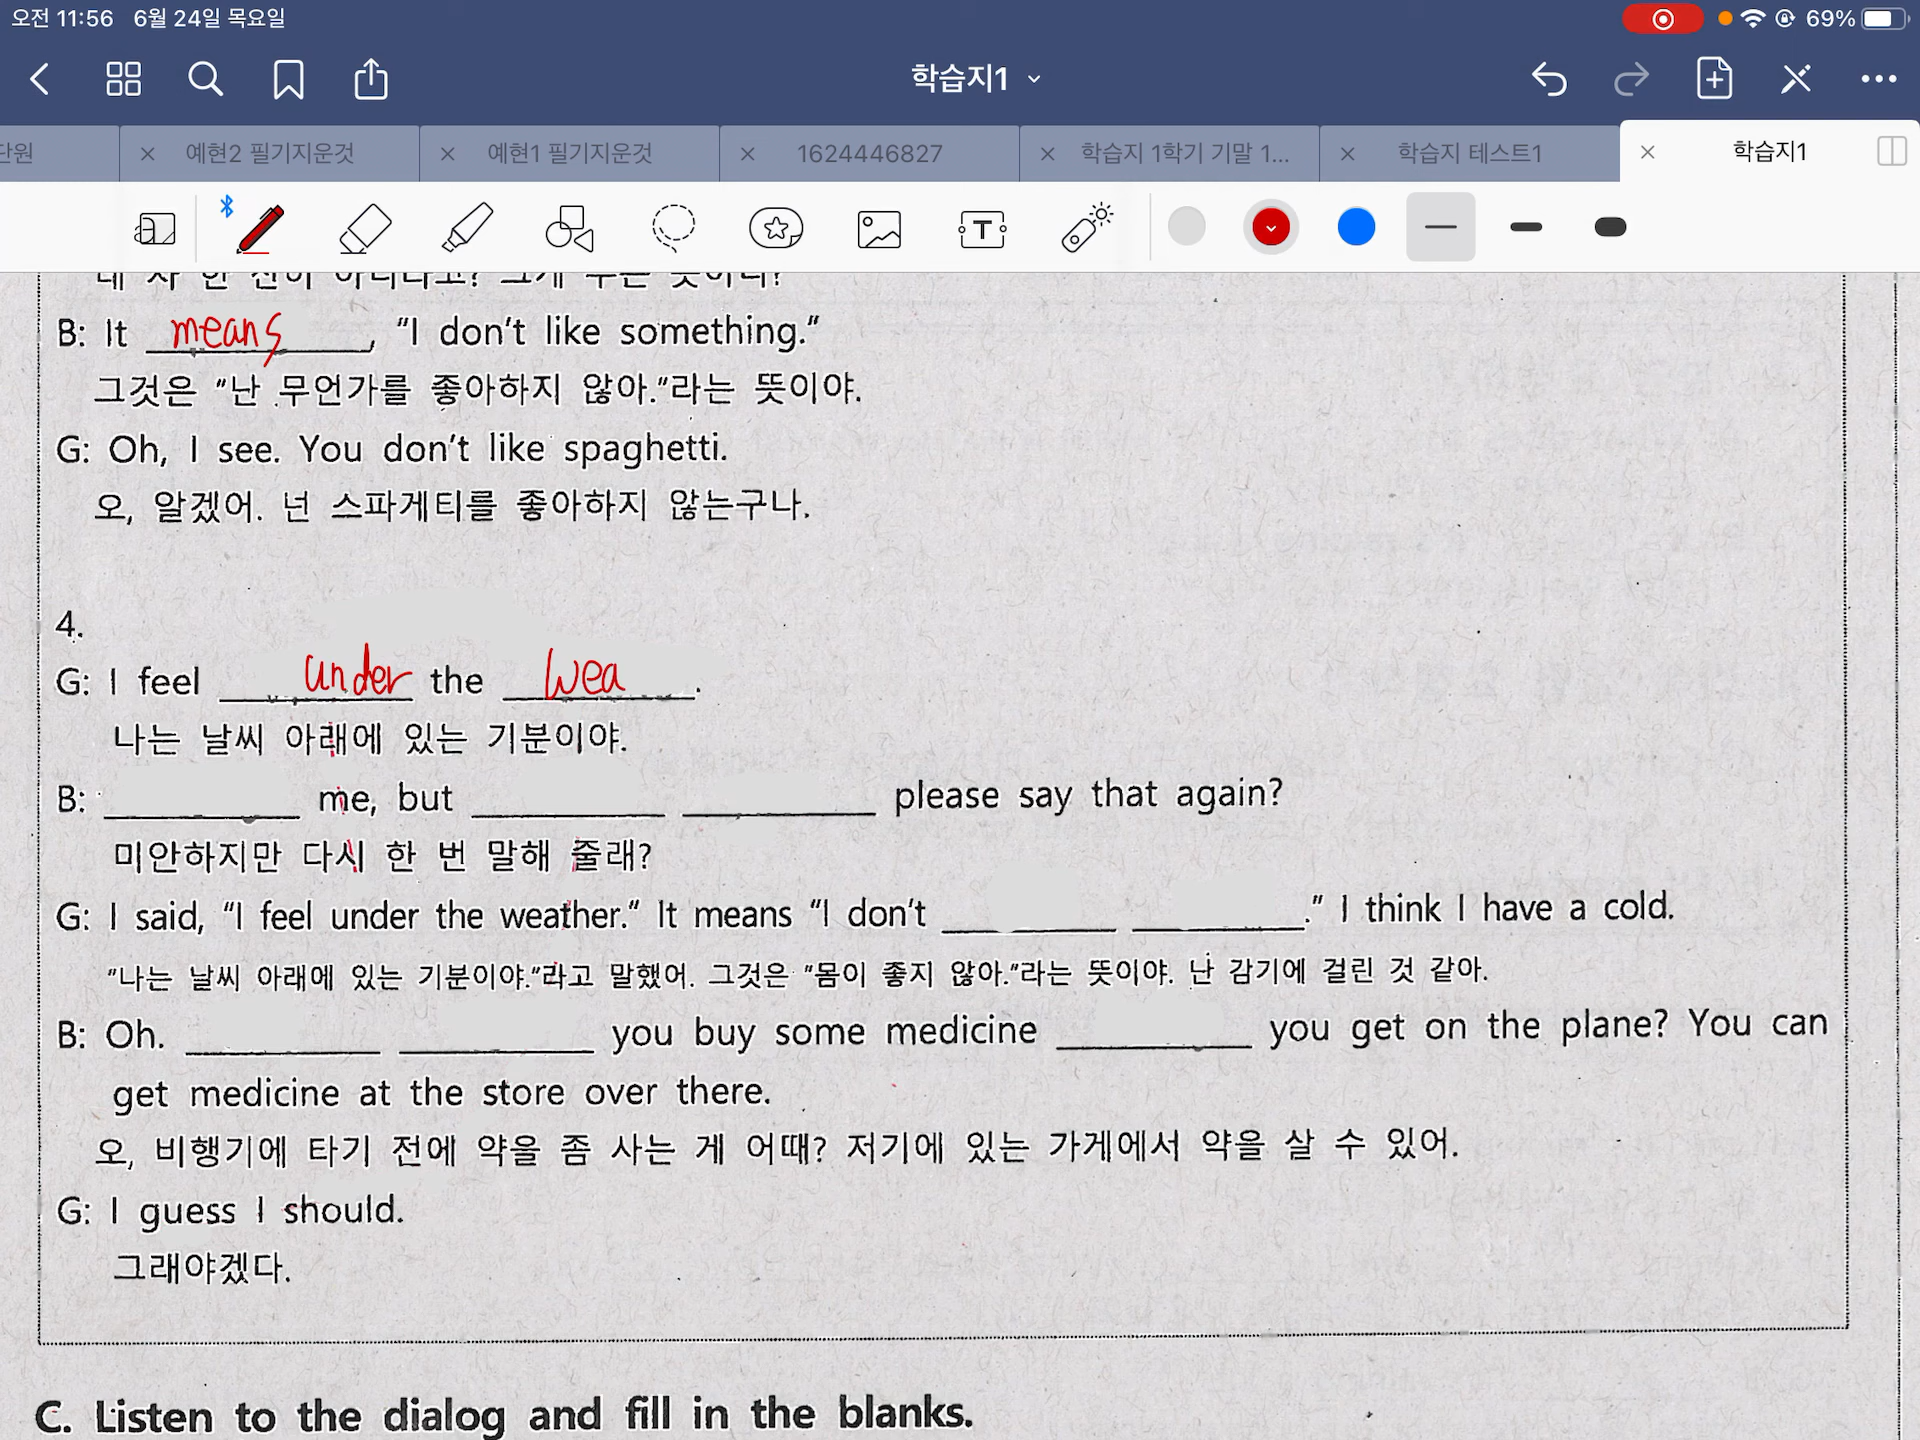 오전 11:56 6월 24일 목요일 69%
학습지1
단원 예현2 필기지운것 예현1 필기지운것 1624446827 학습지 1학기 기말 1... 학습지 테스트1 학습지1
B: It means, “I don’t like something.”
그것은 “난 무언가를 좋아하지 않아.”라는 뜻이야.
G: Oh, I see. You don’t like spaghetti.
오, 알겠어. 넌 스파게티를 좋아하지 않는구나.
4.
G: I feel under the wea.
나는 날씨 아래에 있는 기분이야.
B: ______ me, but ______ ______ please say that again?
미안하지만 다시 한 번 말해 줄래?
G: I said, “I feel under the weather.” It means “I don’t ______ ______.” I think I have a cold.
“나는 날씨 아래에 있는 기분이야.”라고 말했어. 그것은 “몸이 좋지 않아.”라는 뜻이야. 난 감기에 걸린 것 같아.
B: Oh. ______ ______ you buy some medicine ______ you get on the plane? You can
get medicine at the store over there.
오, 비행기에 타기 전에 약을 좀 사는 게 어때? 저기에 있는 가게에서 약을 살 수 있어.
G: I guess I should.
그래야겠다.
C. Listen to the dialog and fill in the blanks.